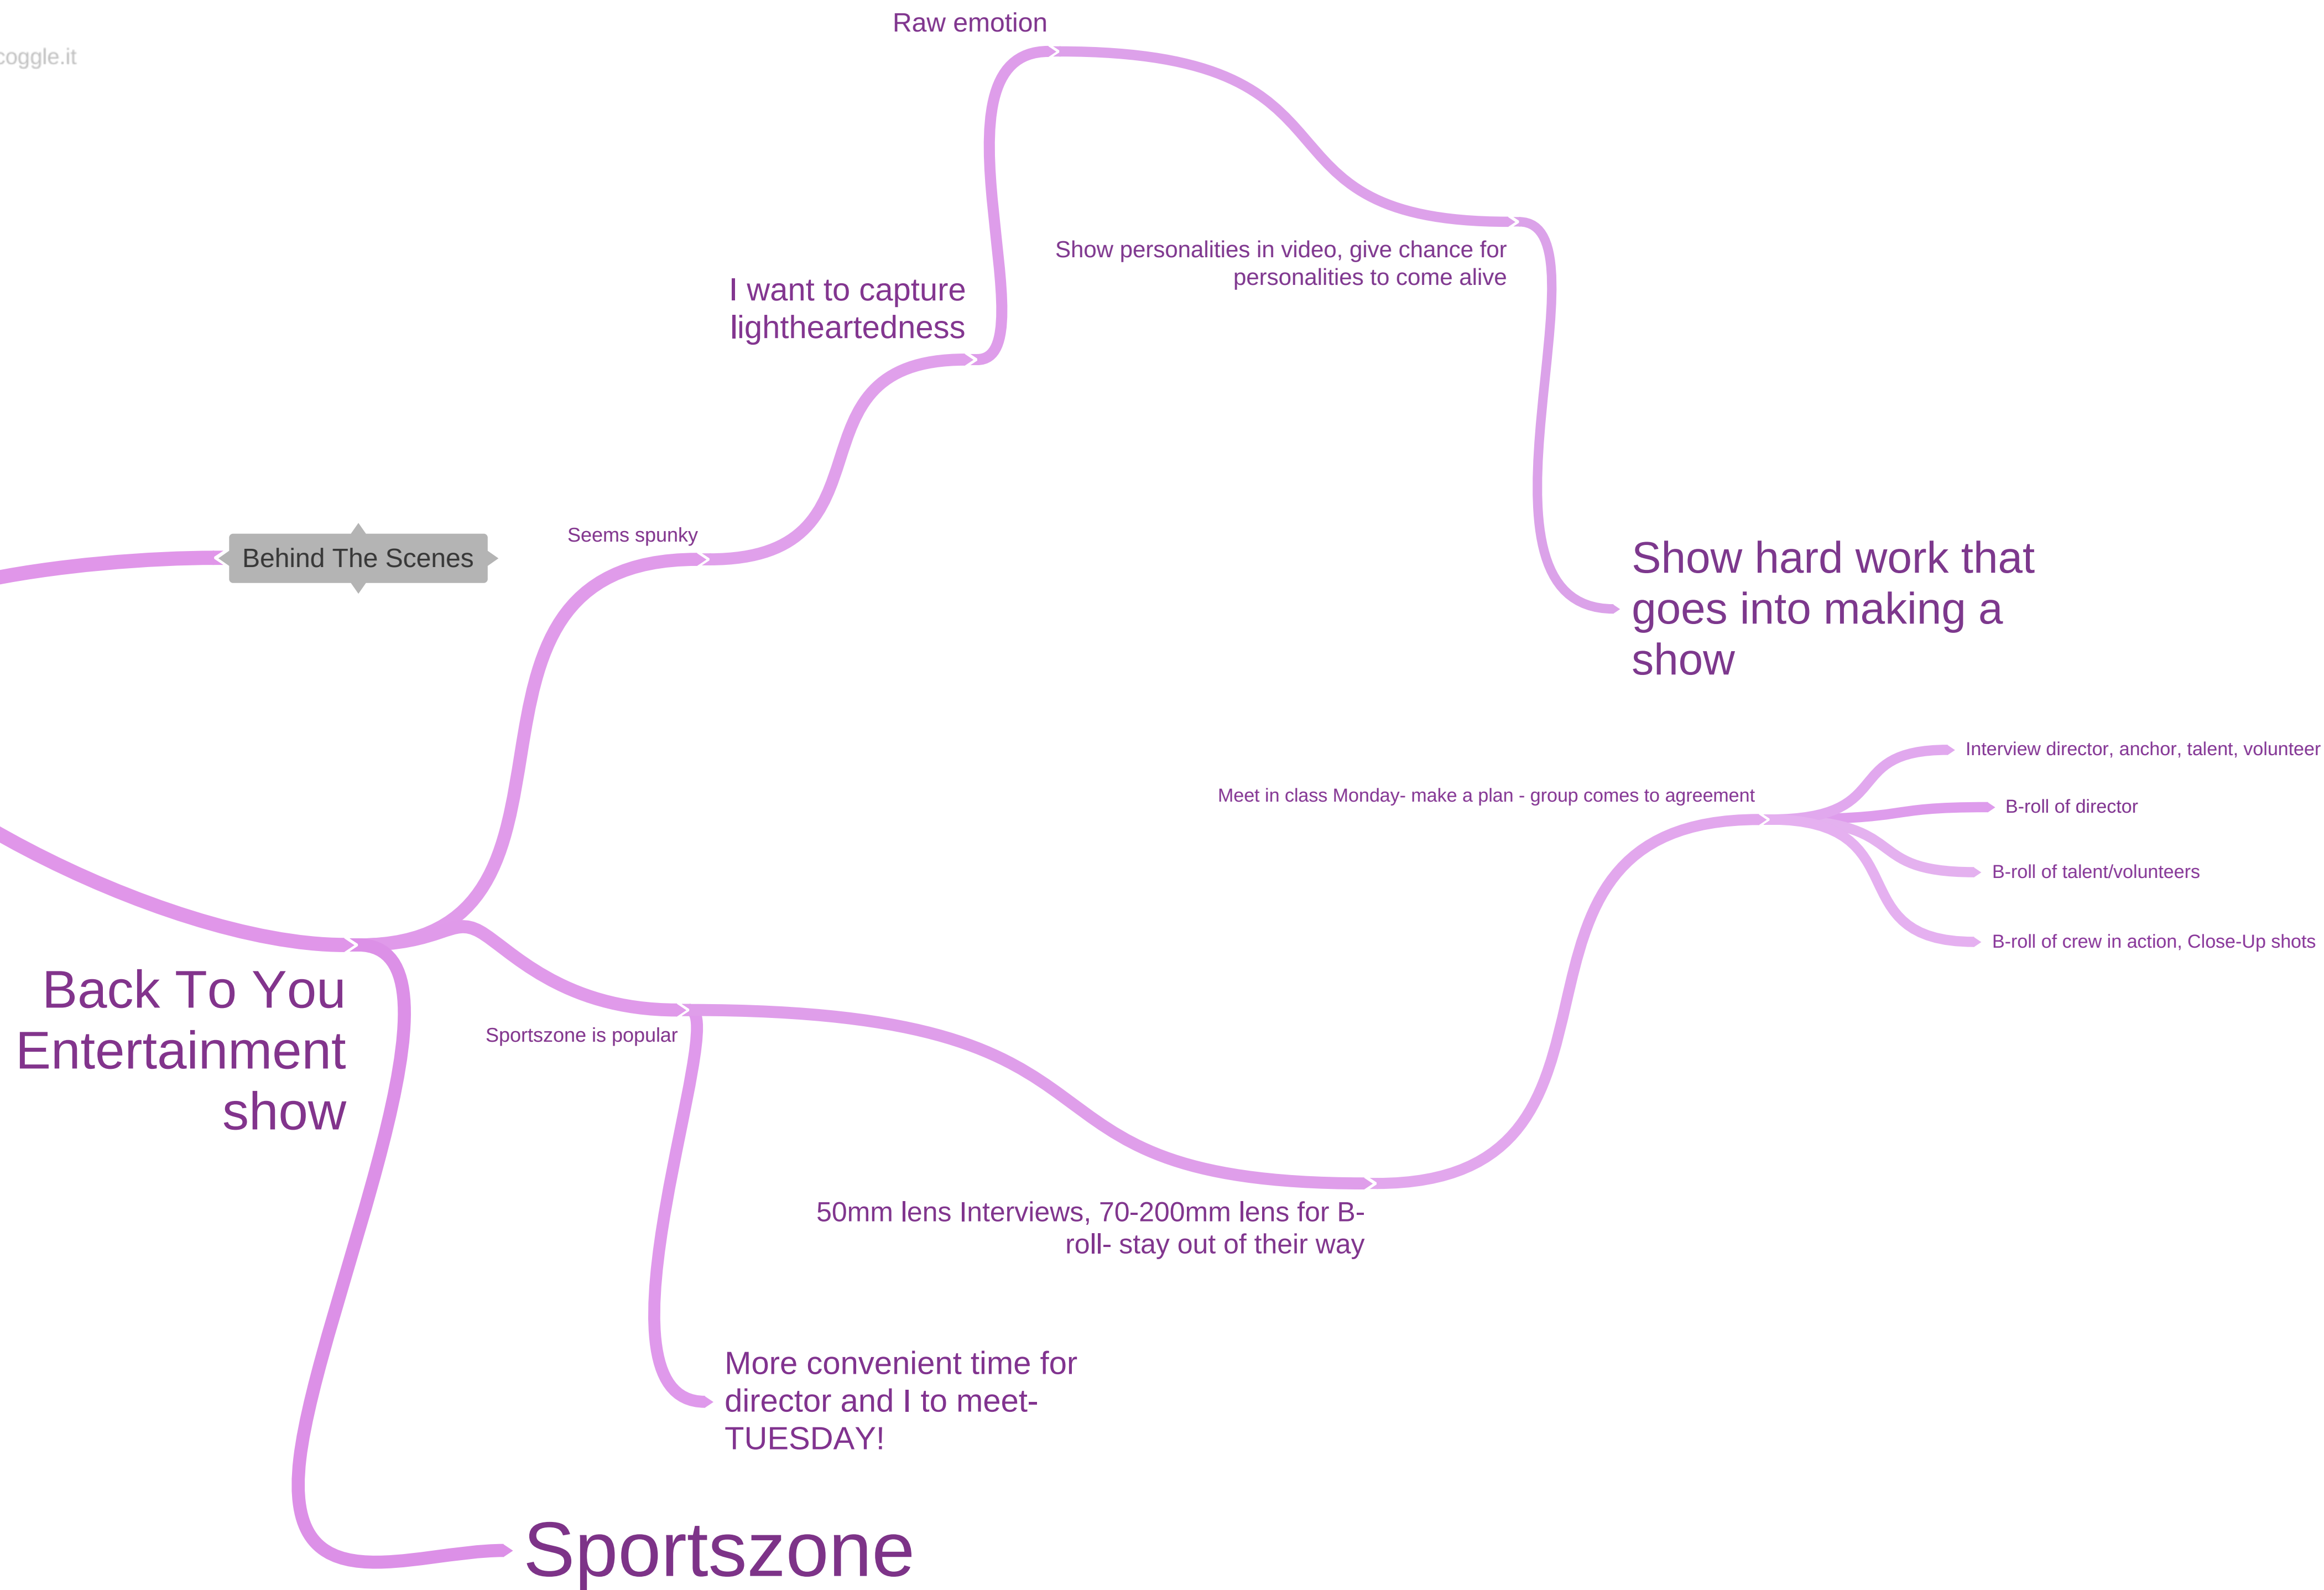 Raw emotion
coggle.it
Show personalities in video, give chance for
personalities to come alive
I want to capture
lightheartedness
Seems spunky
Behind The Scenes
Show hard work that
goes into making a
show
Interview director, anchor, talent, volunteer
Meet in class Monday- make a plan - group comes to agreement
B-roll of director
B-roll of talent/volunteers
B-roll of crew in action, Close-Up shots
Back To You
Entertainment
show
Sportszone is popular
50mm lens Interviews, 70-200mm lens for B-
roll- stay out of their way
More convenient time for
director and I to meet-
TUESDAY!
Sportszone